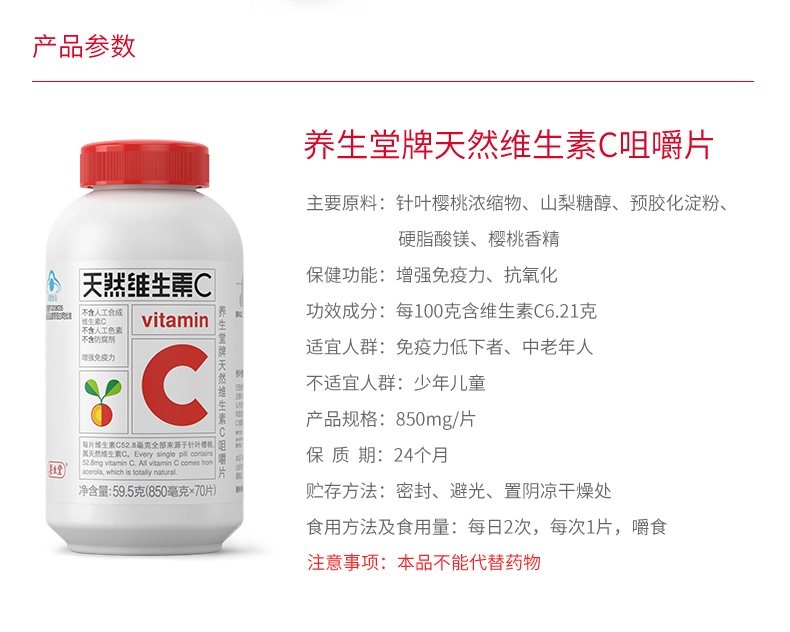 产品参数
养生堂牌天然维生素C咀嚼片
主要原料：针叶樱桃浓缩物、山梨糖醇、预胶化淀粉、
硬脂酸镁、樱桃香精
保健功能：增强免疫力、抗氧化
功效成分：每100克含维生素C6.21克
适宜人群：免疫力低下者、中老年人
不适宜人群：少年儿童
产品规格：850mg/片
保 质 期：24个月
贮存方法：密封、避光、置阴凉干燥处
食用方法及食用量：每日2次，每次1片，嚼食
注意事项：本品不能代替药物
天然维生素C
不含人工合成
维生素C
不含人工色素
不含防腐剂
增强免疫力
vitamin
C
养生堂牌天然维生素C咀嚼片
每片维生素C52.8毫克全部来源于针叶樱桃,
属天然维生素C。Every single pill contains
52.8mg vitamin C. All vitamin C comes from
acerola, which is totally natural.
净含量:59.5克(850毫克×70片)
养生堂